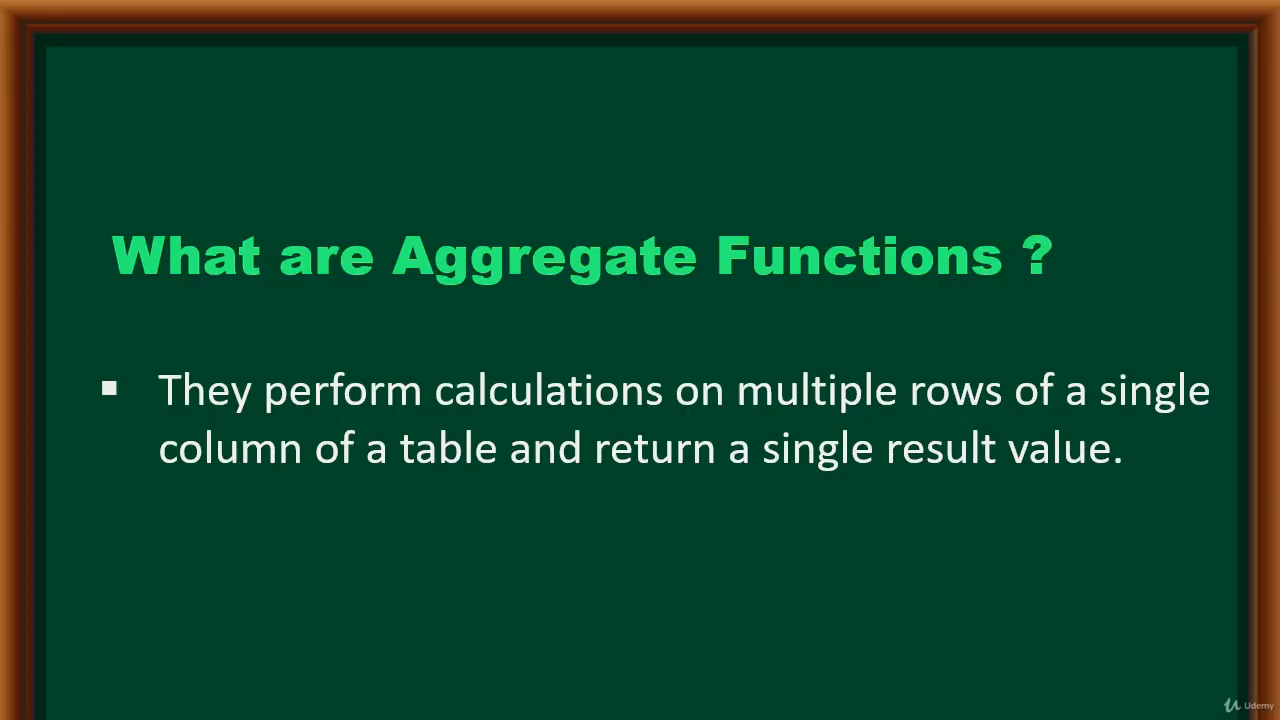 What are Aggregate Functions ?
▪ They perform calculations on multiple rows of a single
column of a table and return a single result value.
Udemy